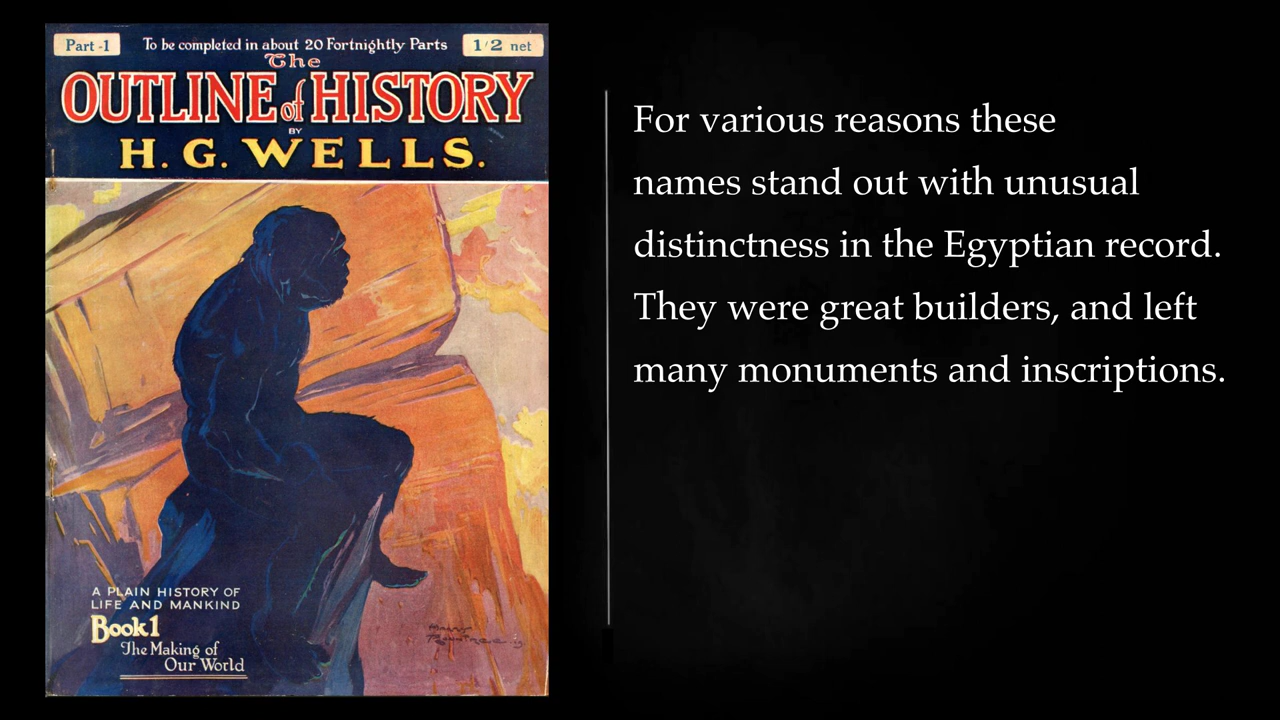 Part -1
To be completed in about 20 Fortnightly Parts
1/2 net
The
OUTLINE of HISTORY
BY
H. G. WELLS.
For various reasons these
names stand out with unusual
distinctness in the Egyptian record.
They were great builders, and left
many monuments and inscriptions.
A PLAIN HISTORY OF
LIFE AND MANKIND
Book 1
The Making of
Our World